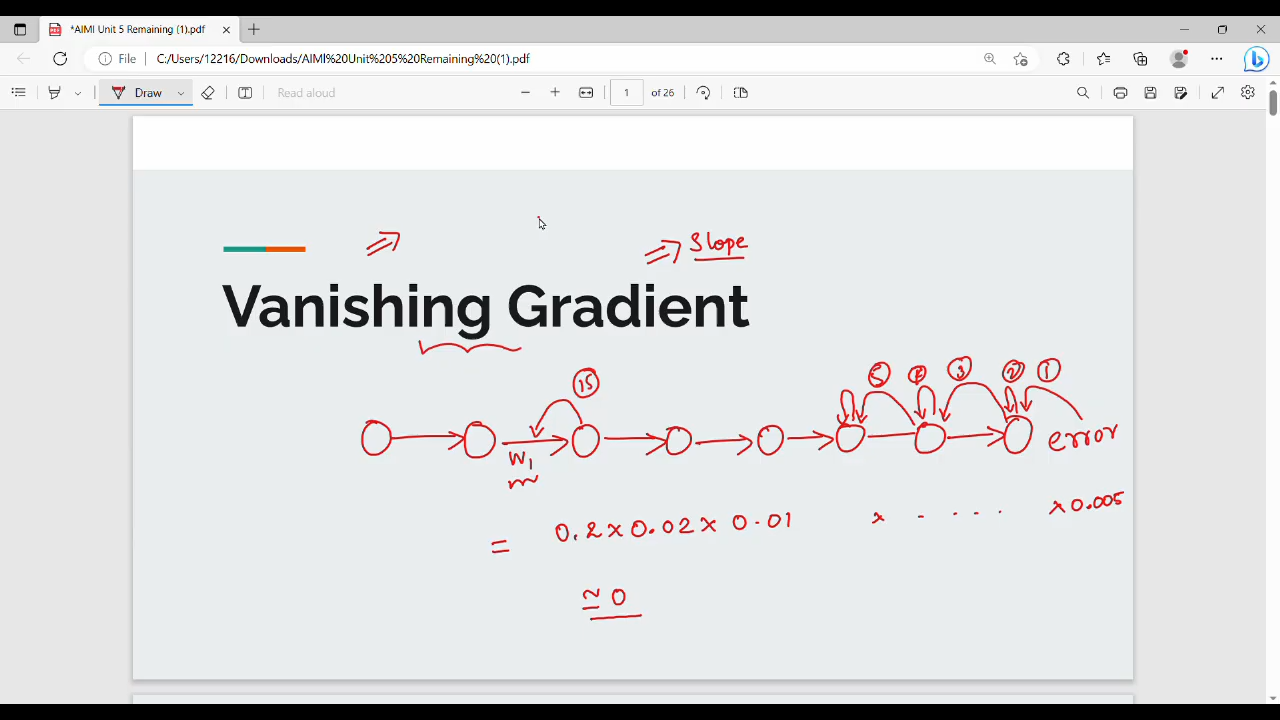 *AIMI Unit 5 Remaining (1).pdf
File C:/Users/12216/Downloads/AIMI%20Unit%205%20Remaining%20(1).pdf
Draw Read aloud 1 of 26
Slope
Vanishing Gradient
15 5 4 3 2 1
error
W1
= 0.2 x 0.02 x 0.01 x . . . . x 0.005
≃ 0